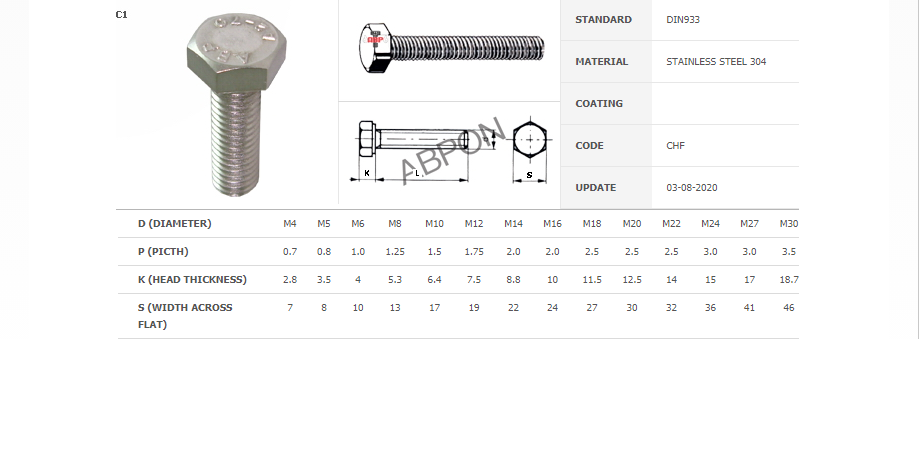 C1
STANDARD DIN933
MATERIAL STAINLESS STEEL 304
COATING
CODE CHF
UPDATE 03-08-2020
K L D S
ABPON
D (DIAMETER) M4 M5 M6 M8 M10 M12 M14 M16 M18 M20 M22 M24 M27 M30
P (PICTH) 0.7 0.8 1.0 1.25 1.5 1.75 2.0 2.0 2.5 2.5 2.5 3.0 3.0 3.5
K (HEAD THICKNESS) 2.8 3.5 4 5.3 6.4 7.5 8.8 10 11.5 12.5 14 15 17 18.7
S (WIDTH ACROSS 7 8 10 13 17 19 22 24 27 30 32 36 41 46
FLAT)